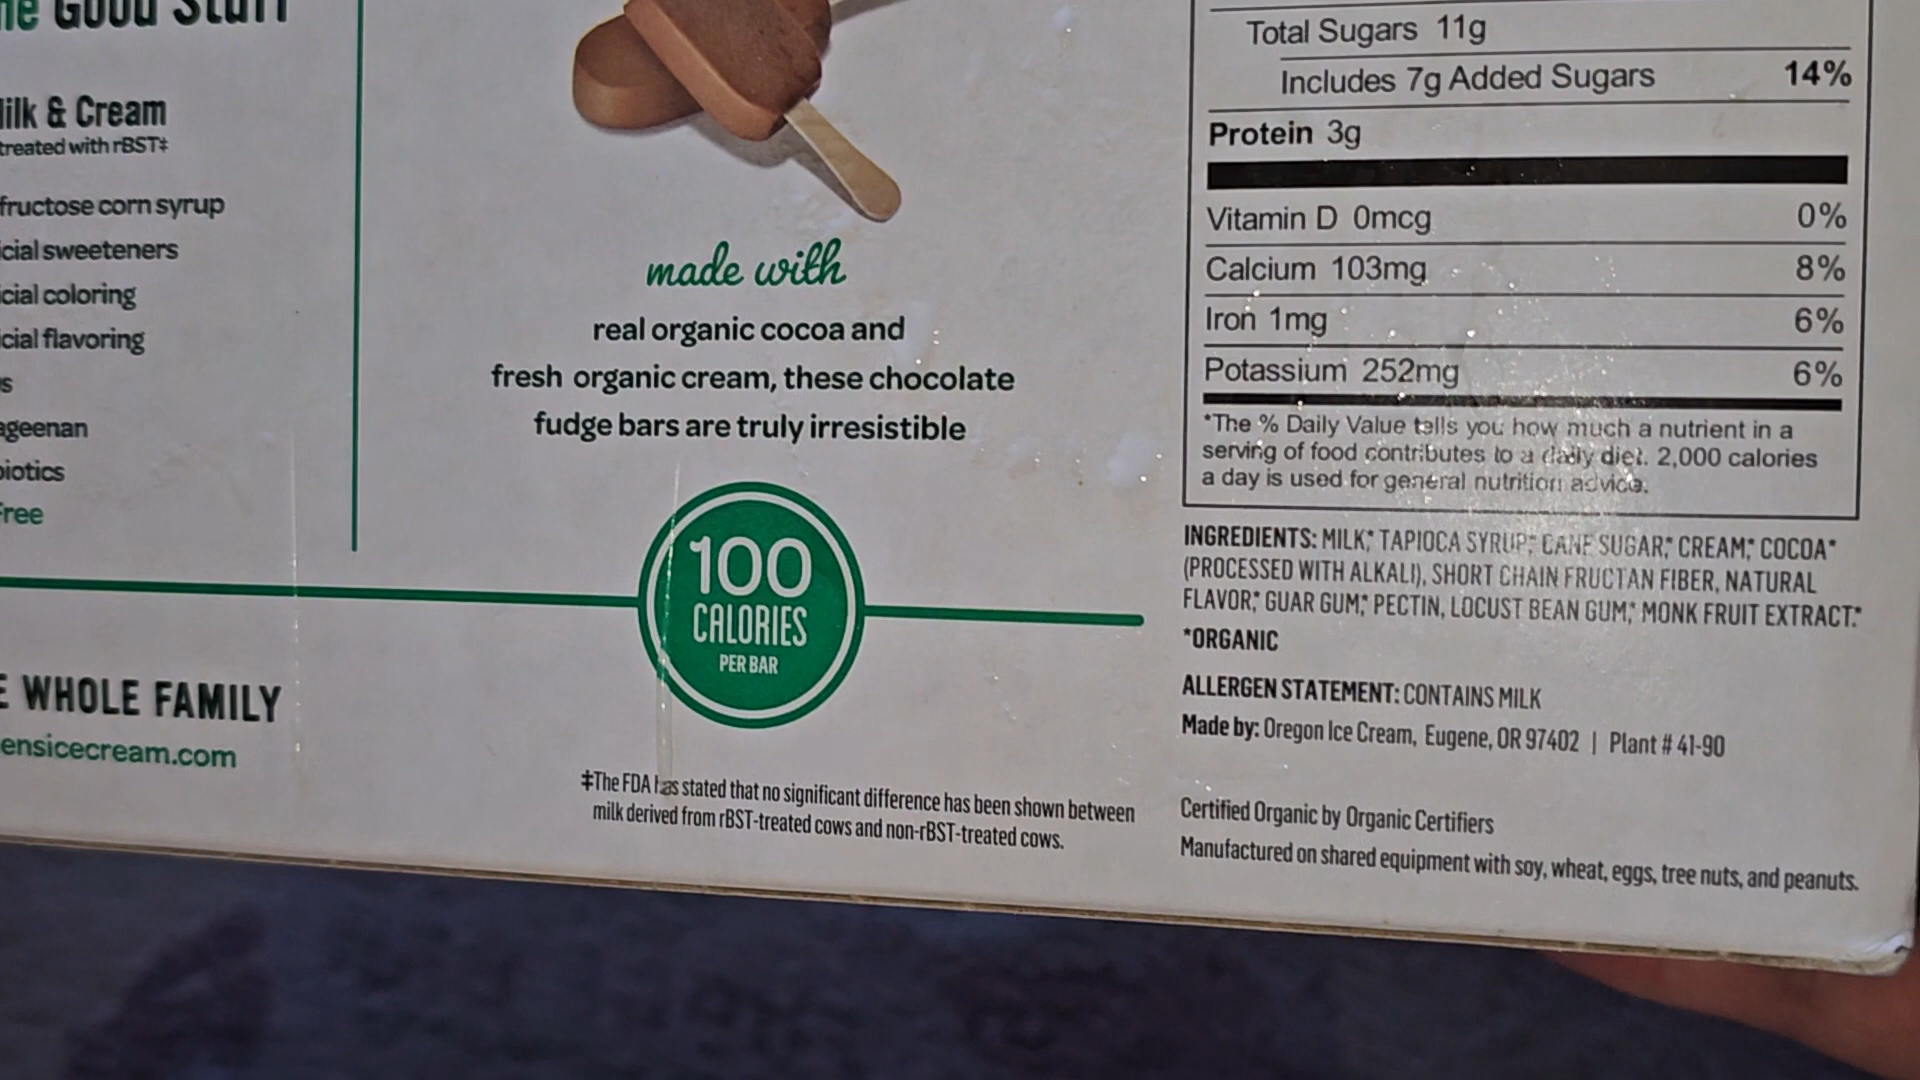 Good Stuff
Milk & Cream
treated with rBST‡
fructose corn syrup
cial sweeteners
cial coloring
cial flavoring
s
ageenan
biotics
Free
WHOLE FAMILY
ensicecream.com
made with
real organic cocoa and
fresh organic cream, these chocolate
fudge bars are truly irresistible
100
CALORIES
PER BAR
‡The FDA has stated that no significant difference has been shown between
milk derived from rBST-treated cows and non-rBST-treated cows.
Total Sugars 11g
Includes 7g Added Sugars 14%
Protein 3g
Vitamin D 0mcg 0%
Calcium 103mg 8%
Iron 1mg 6%
Potassium 252mg 6%
*The % Daily Value tells you how much a nutrient in a
serving of food contributes to a daily diet. 2,000 calories
a day is used for general nutrition advice.
INGREDIENTS: MILK,* TAPIOCA SYRUP,* CANE SUGAR,* CREAM,* COCOA*
(PROCESSED WITH ALKALI), SHORT CHAIN FRUCTAN FIBER, NATURAL
FLAVOR,* GUAR GUM,* PECTIN, LOCUST BEAN GUM,* MONK FRUIT EXTRACT.*
*ORGANIC
ALLERGEN STATEMENT: CONTAINS MILK
Made by: Oregon Ice Cream, Eugene, OR 97402 | Plant # 41-90
Certified Organic by Organic Certifiers
Manufactured on shared equipment with soy, wheat, eggs, tree nuts, and peanuts.